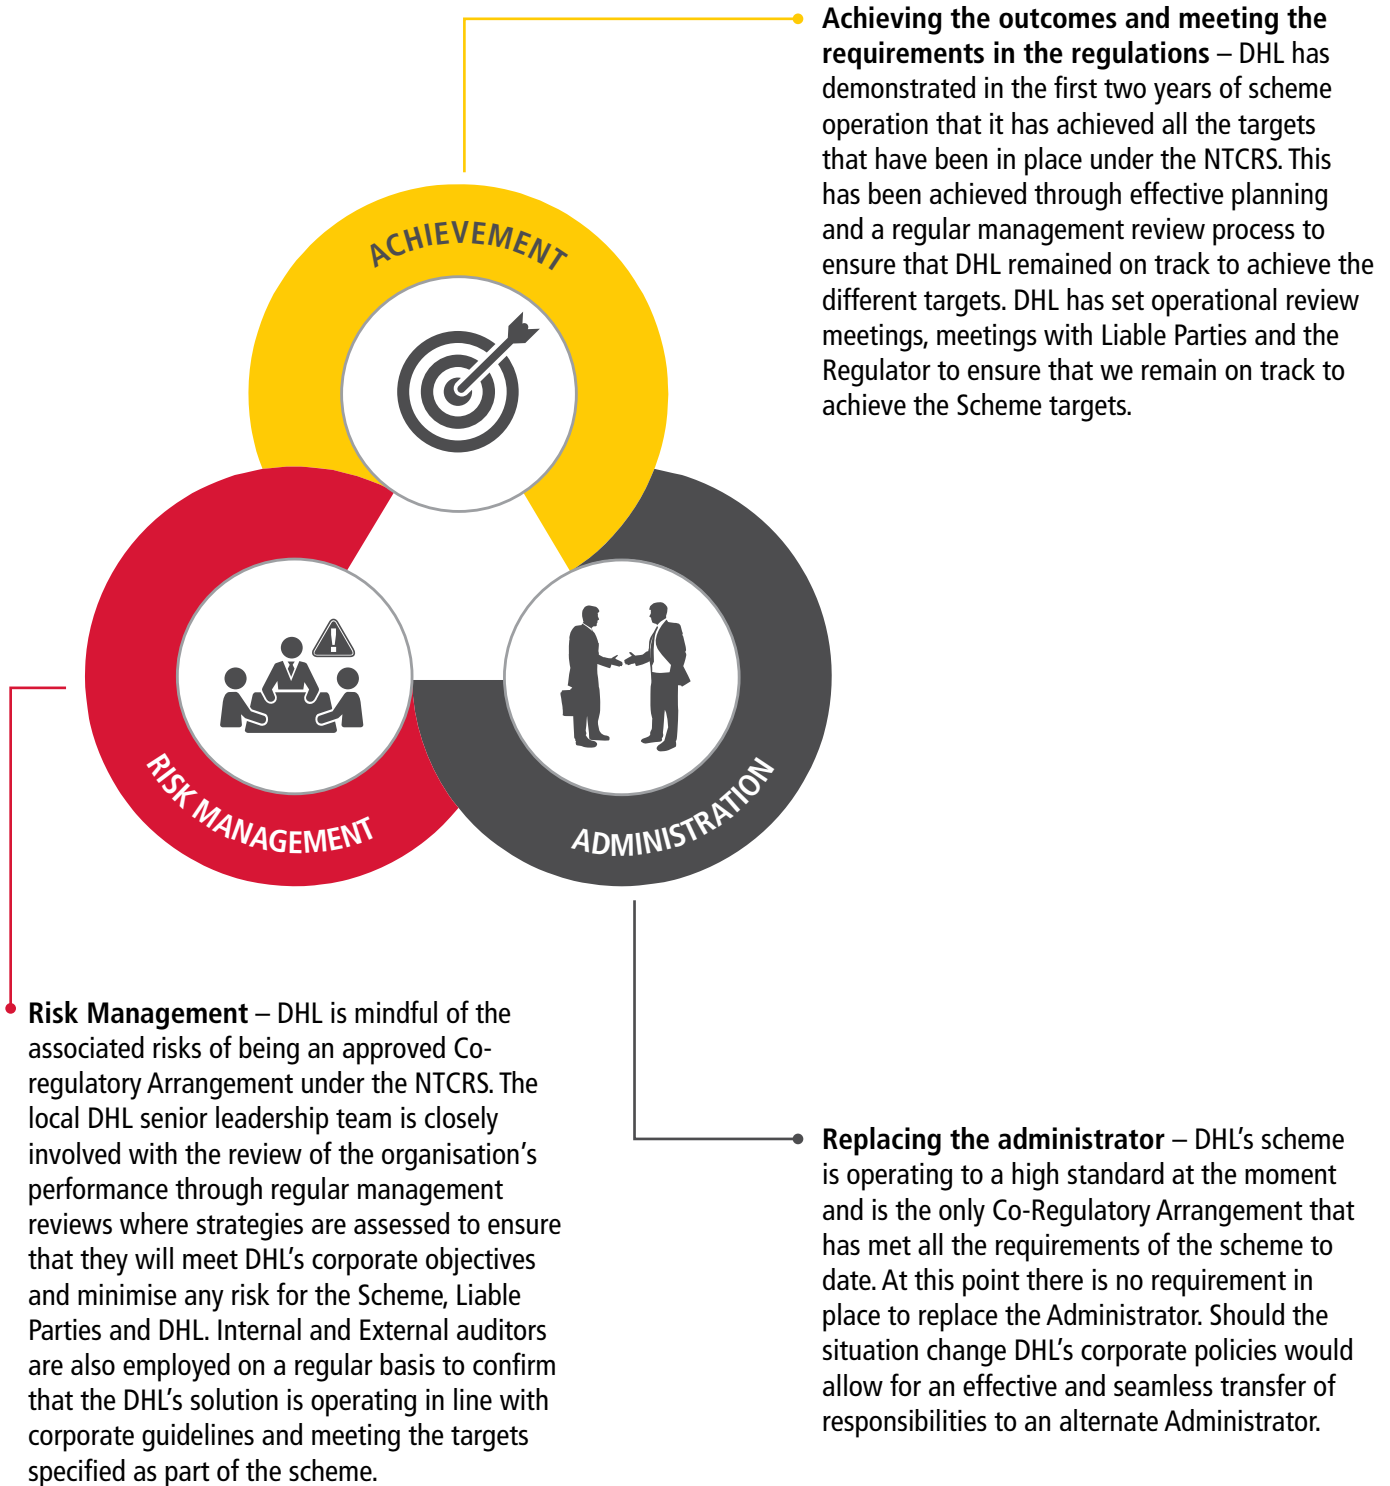 Achieving the outcomes and meeting the
requirements in the regulations – DHL has
demonstrated in the first two years of scheme
operation that it has achieved all the targets
that have been in place under the NTCRS. This
has been achieved through effective planning
and a regular management review process to
ensure that DHL remained on track to achieve the
different targets. DHL has set operational review
meetings, meetings with Liable Parties and the
Regulator to ensure that we remain on track to
achieve the Scheme targets.
ACHIEVEMENT
RISK MANAGEMENT
ADMINISTRATION
Risk Management – DHL is mindful of the
associated risks of being an approved Co-
regulatory Arrangement under the NTCRS. The
local DHL senior leadership team is closely
involved with the review of the organisation's
performance through regular management
reviews where strategies are assessed to ensure
that they will meet DHL's corporate objectives
and minimise any risk for the Scheme, Liable
Parties and DHL. Internal and External auditors
are also employed on a regular basis to confirm
that the DHL's solution is operating in line with
corporate guidelines and meeting the targets
specified as part of the scheme.
Replacing the administrator – DHL's scheme
is operating to a high standard at the moment
and is the only Co-Regulatory Arrangement that
has met all the requirements of the scheme to
date. At this point there is no requirement in
place to replace the Administrator. Should the
situation change DHL's corporate policies would
allow for an effective and seamless transfer of
responsibilities to an alternate Administrator.